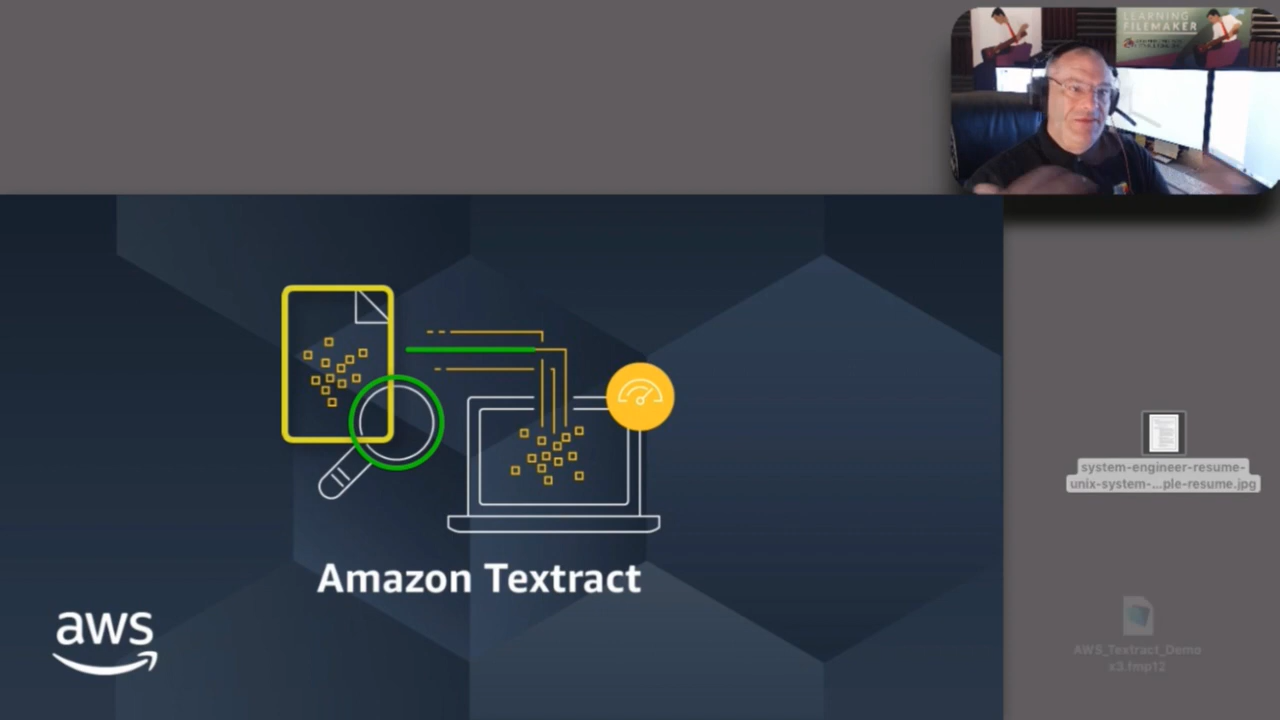 LEARNING
FILEMAKER
Amazon Textract
aws
system-engineer-resume-
unix-system-...ple-resume.jpg
AWS_Textract_Demo
x3.fmp12